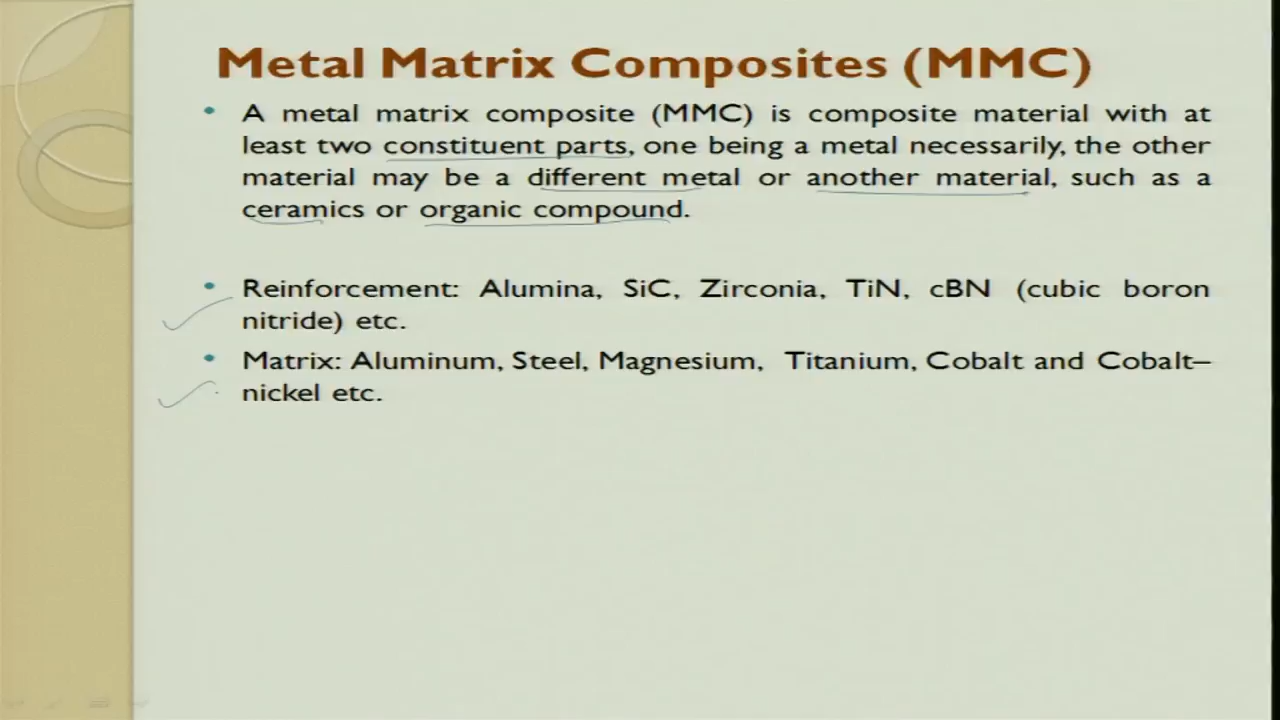 Metal Matrix Composites (MMC)
• A metal matrix composite (MMC) is composite material with at
least two constituent parts, one being a metal necessarily, the other
material may be a different metal or another material, such as a
ceramics or organic compound.
• Reinforcement: Alumina, SiC, Zirconia, TiN, cBN (cubic boron
nitride) etc.
• Matrix: Aluminum, Steel, Magnesium, Titanium, Cobalt and Cobalt–
nickel etc.